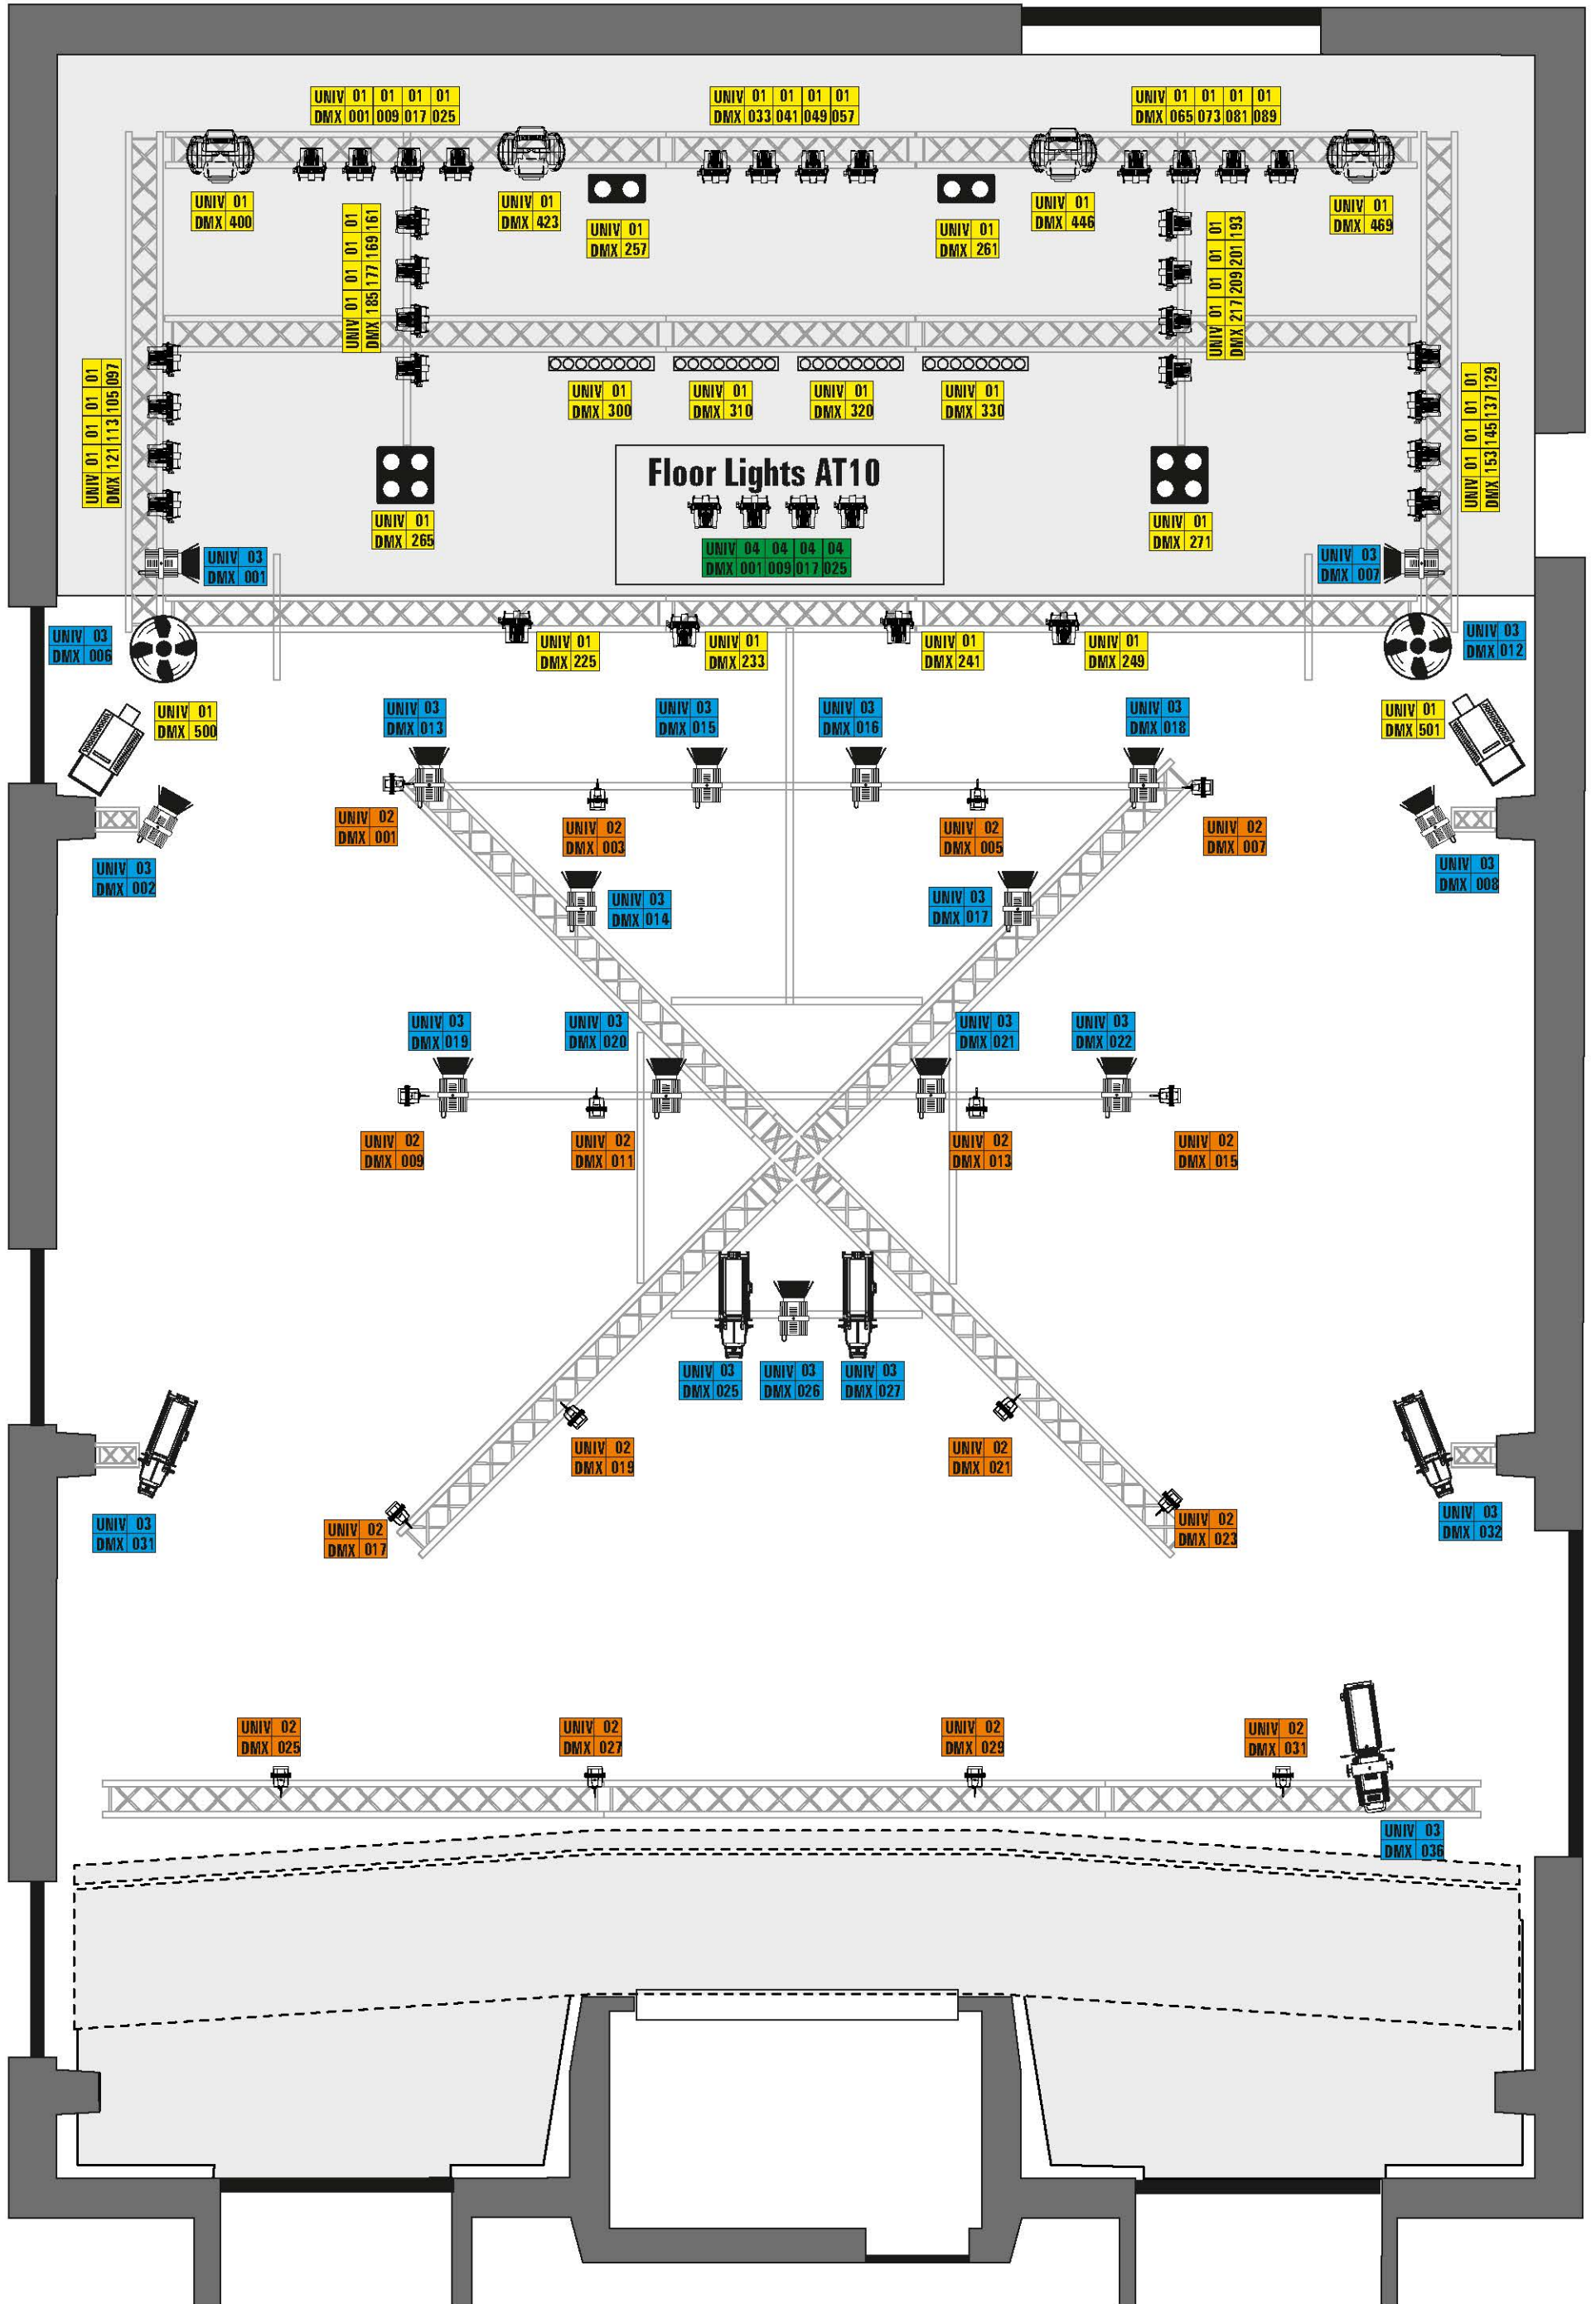 UNIV 01 01 01 01
DMX 001 009 017 025
UNIV 01 01 01 01
DMX 033 041 049 057
UNIV 01 01 01 01
DMX 065 073 081 089
UNIV 01
DMX 400
UNIV 01
DMX 423
UNIV 01
DMX 446
UNIV 01
DMX 469
UNIV 01
DMX 257
UNIV 01
DMX 261
UNIV 01 01 01 01
DMX 185 177 169 161
UNIV 01 01 01 01
DMX 217 209 201 193
UNIV 01 01 01 01
DMX 121 113 105 097
UNIV 01 01 01 01
DMX 153 145 137 129
UNIV 01
DMX 300
UNIV 01
DMX 310
UNIV 01
DMX 320
UNIV 01
DMX 330
Floor Lights AT10
UNIV 04 04 04 04
DMX 001 009 017 025
UNIV 01
DMX 265
UNIV 01
DMX 271
UNIV 03
DMX 001
UNIV 03
DMX 007
UNIV 03
DMX 006
UNIV 01
DMX 225
UNIV 01
DMX 233
UNIV 01
DMX 241
UNIV 01
DMX 249
UNIV 03
DMX 012
UNIV 01
DMX 500
UNIV 03
DMX 013
UNIV 03
DMX 015
UNIV 03
DMX 016
UNIV 03
DMX 018
UNIV 01
DMX 501
UNIV 02
DMX 001
UNIV 02
DMX 003
UNIV 02
DMX 005
UNIV 02
DMX 007
UNIV 03
DMX 002
UNIV 03
DMX 008
UNIV 03
DMX 014
UNIV 03
DMX 017
UNIV 03
DMX 019
UNIV 03
DMX 020
UNIV 03
DMX 021
UNIV 03
DMX 022
UNIV 02
DMX 009
UNIV 02
DMX 011
UNIV 02
DMX 013
UNIV 02
DMX 015
UNIV 03
DMX 025
UNIV 03
DMX 026
UNIV 03
DMX 027
UNIV 02
DMX 019
UNIV 02
DMX 021
UNIV 03
DMX 031
UNIV 02
DMX 017
UNIV 02
DMX 023
UNIV 03
DMX 032
UNIV 02
DMX 025
UNIV 02
DMX 027
UNIV 02
DMX 029
UNIV 02
DMX 031
UNIV 03
DMX 036